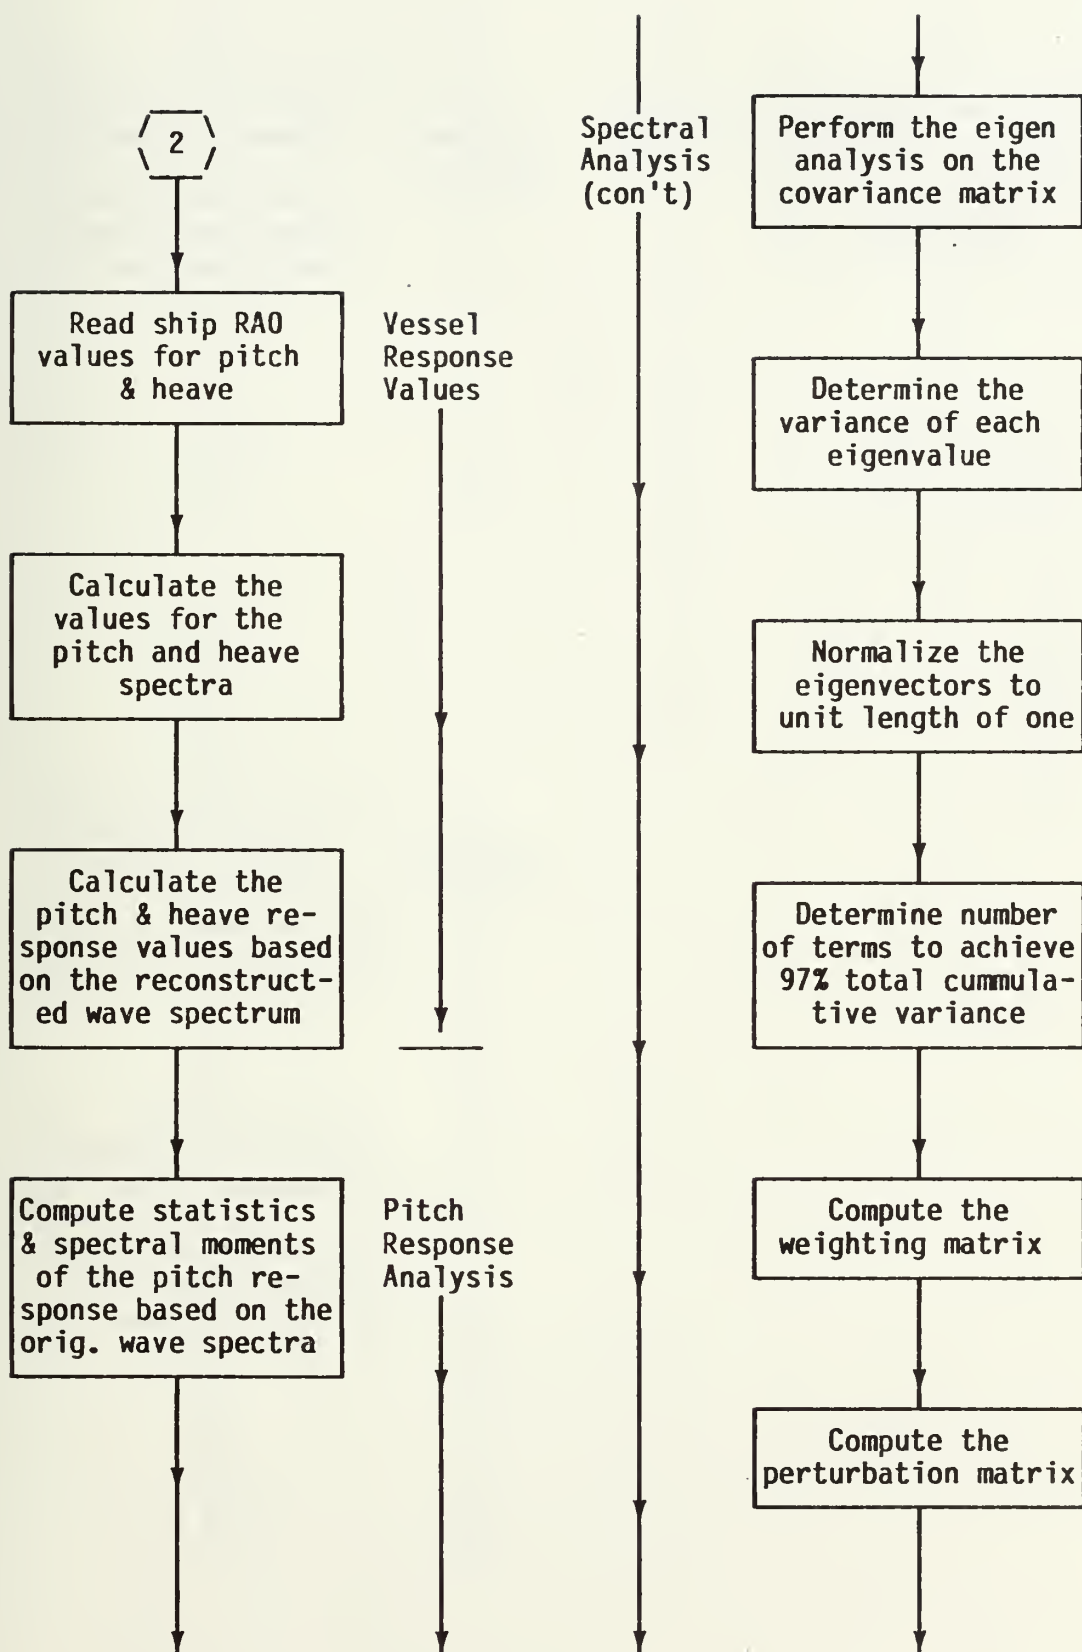 2
Read ship RAO
values for pitch
& heave
Calculate the
values for the
pitch and heave
spectra
Calculate the
pitch & heave re-
sponse values based
on the reconstruct-
ed wave spectrum
Compute statistics
& spectral moments
of the pitch re-
sponse based on the
orig. wave spectra
Vessel
Response
Values
Pitch
Response
Analysis
Spectral
Analysis
(con't)
Perform the eigen
analysis on the
covariance matrix
Determine the
variance of each
eigenvalue
Normalize the
eigenvectors to
unit length of one
Determine number
of terms to achieve
97% total cummula-
tive variance
Compute the
weighting matrix
Compute the
perturbation matrix